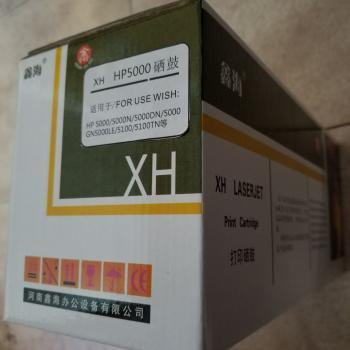 鑫海
XH HP5000 硒鼓
适用于/FOR USE WISH:
HP 5000/5000N/5000DN/5000
GN5000LE/5100/5100TN等
XH
河南鑫海办公设备有限公司
鑫海
XH LASERJET
Print Cartridge
打印硒鼓